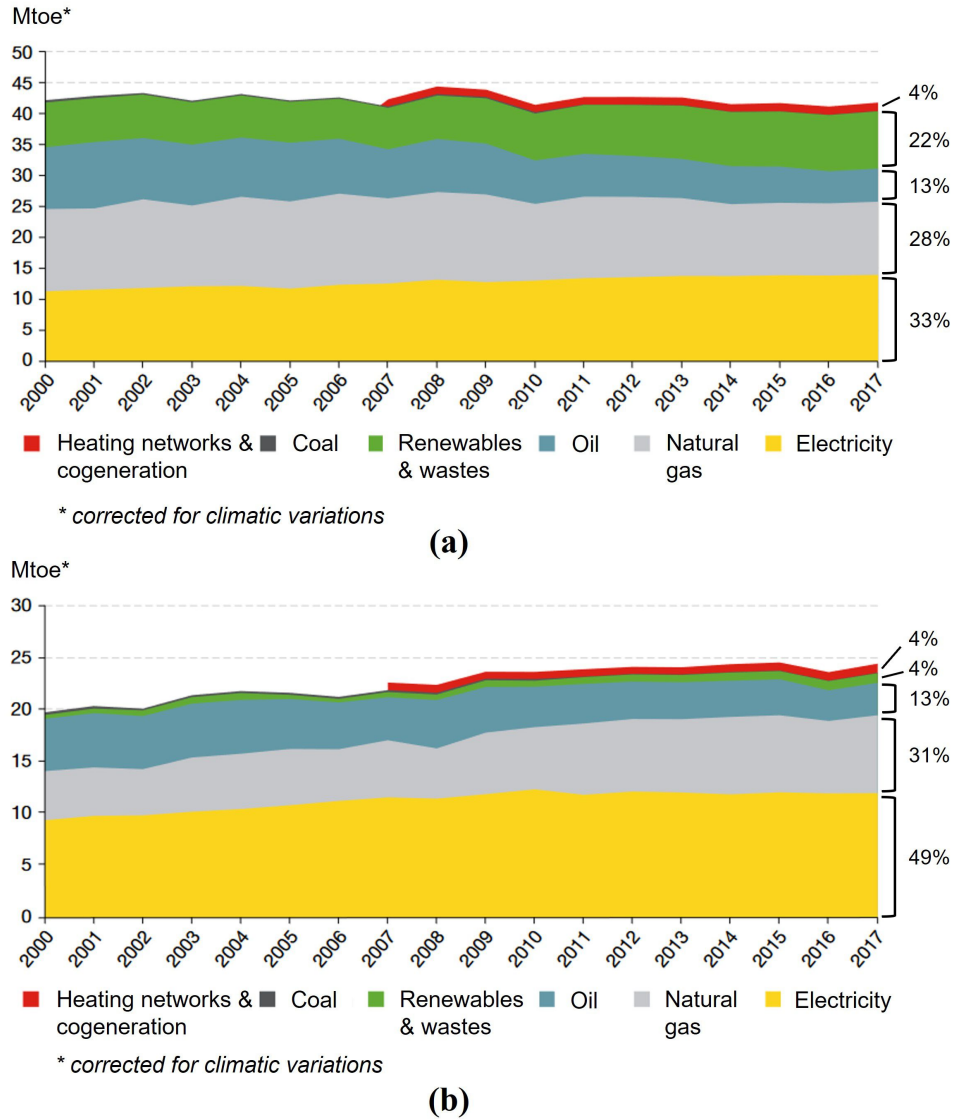 Mtoe*
50
45
40
35
30
25
20
15
10
5
0
4%
22%
13%
28%
33%
2000 2001 2002 2003 2004 2005 2006 2007 2008 2009 2010 2011 2012 2013 2014 2015 2016 2017
Heating networks & Coal Renewables Oil Natural Electricity
cogeneration & wastes gas
* corrected for climatic variations
(a)
Mtoe*
30
25
20
15
10
5
0
4%
4%
13%
31%
49%
2000 2001 2002 2003 2004 2005 2006 2007 2008 2009 2010 2011 2012 2013 2014 2015 2016 2017
Heating networks & Coal Renewables Oil Natural Electricity
cogeneration & wastes gas
* corrected for climatic variations
(b)